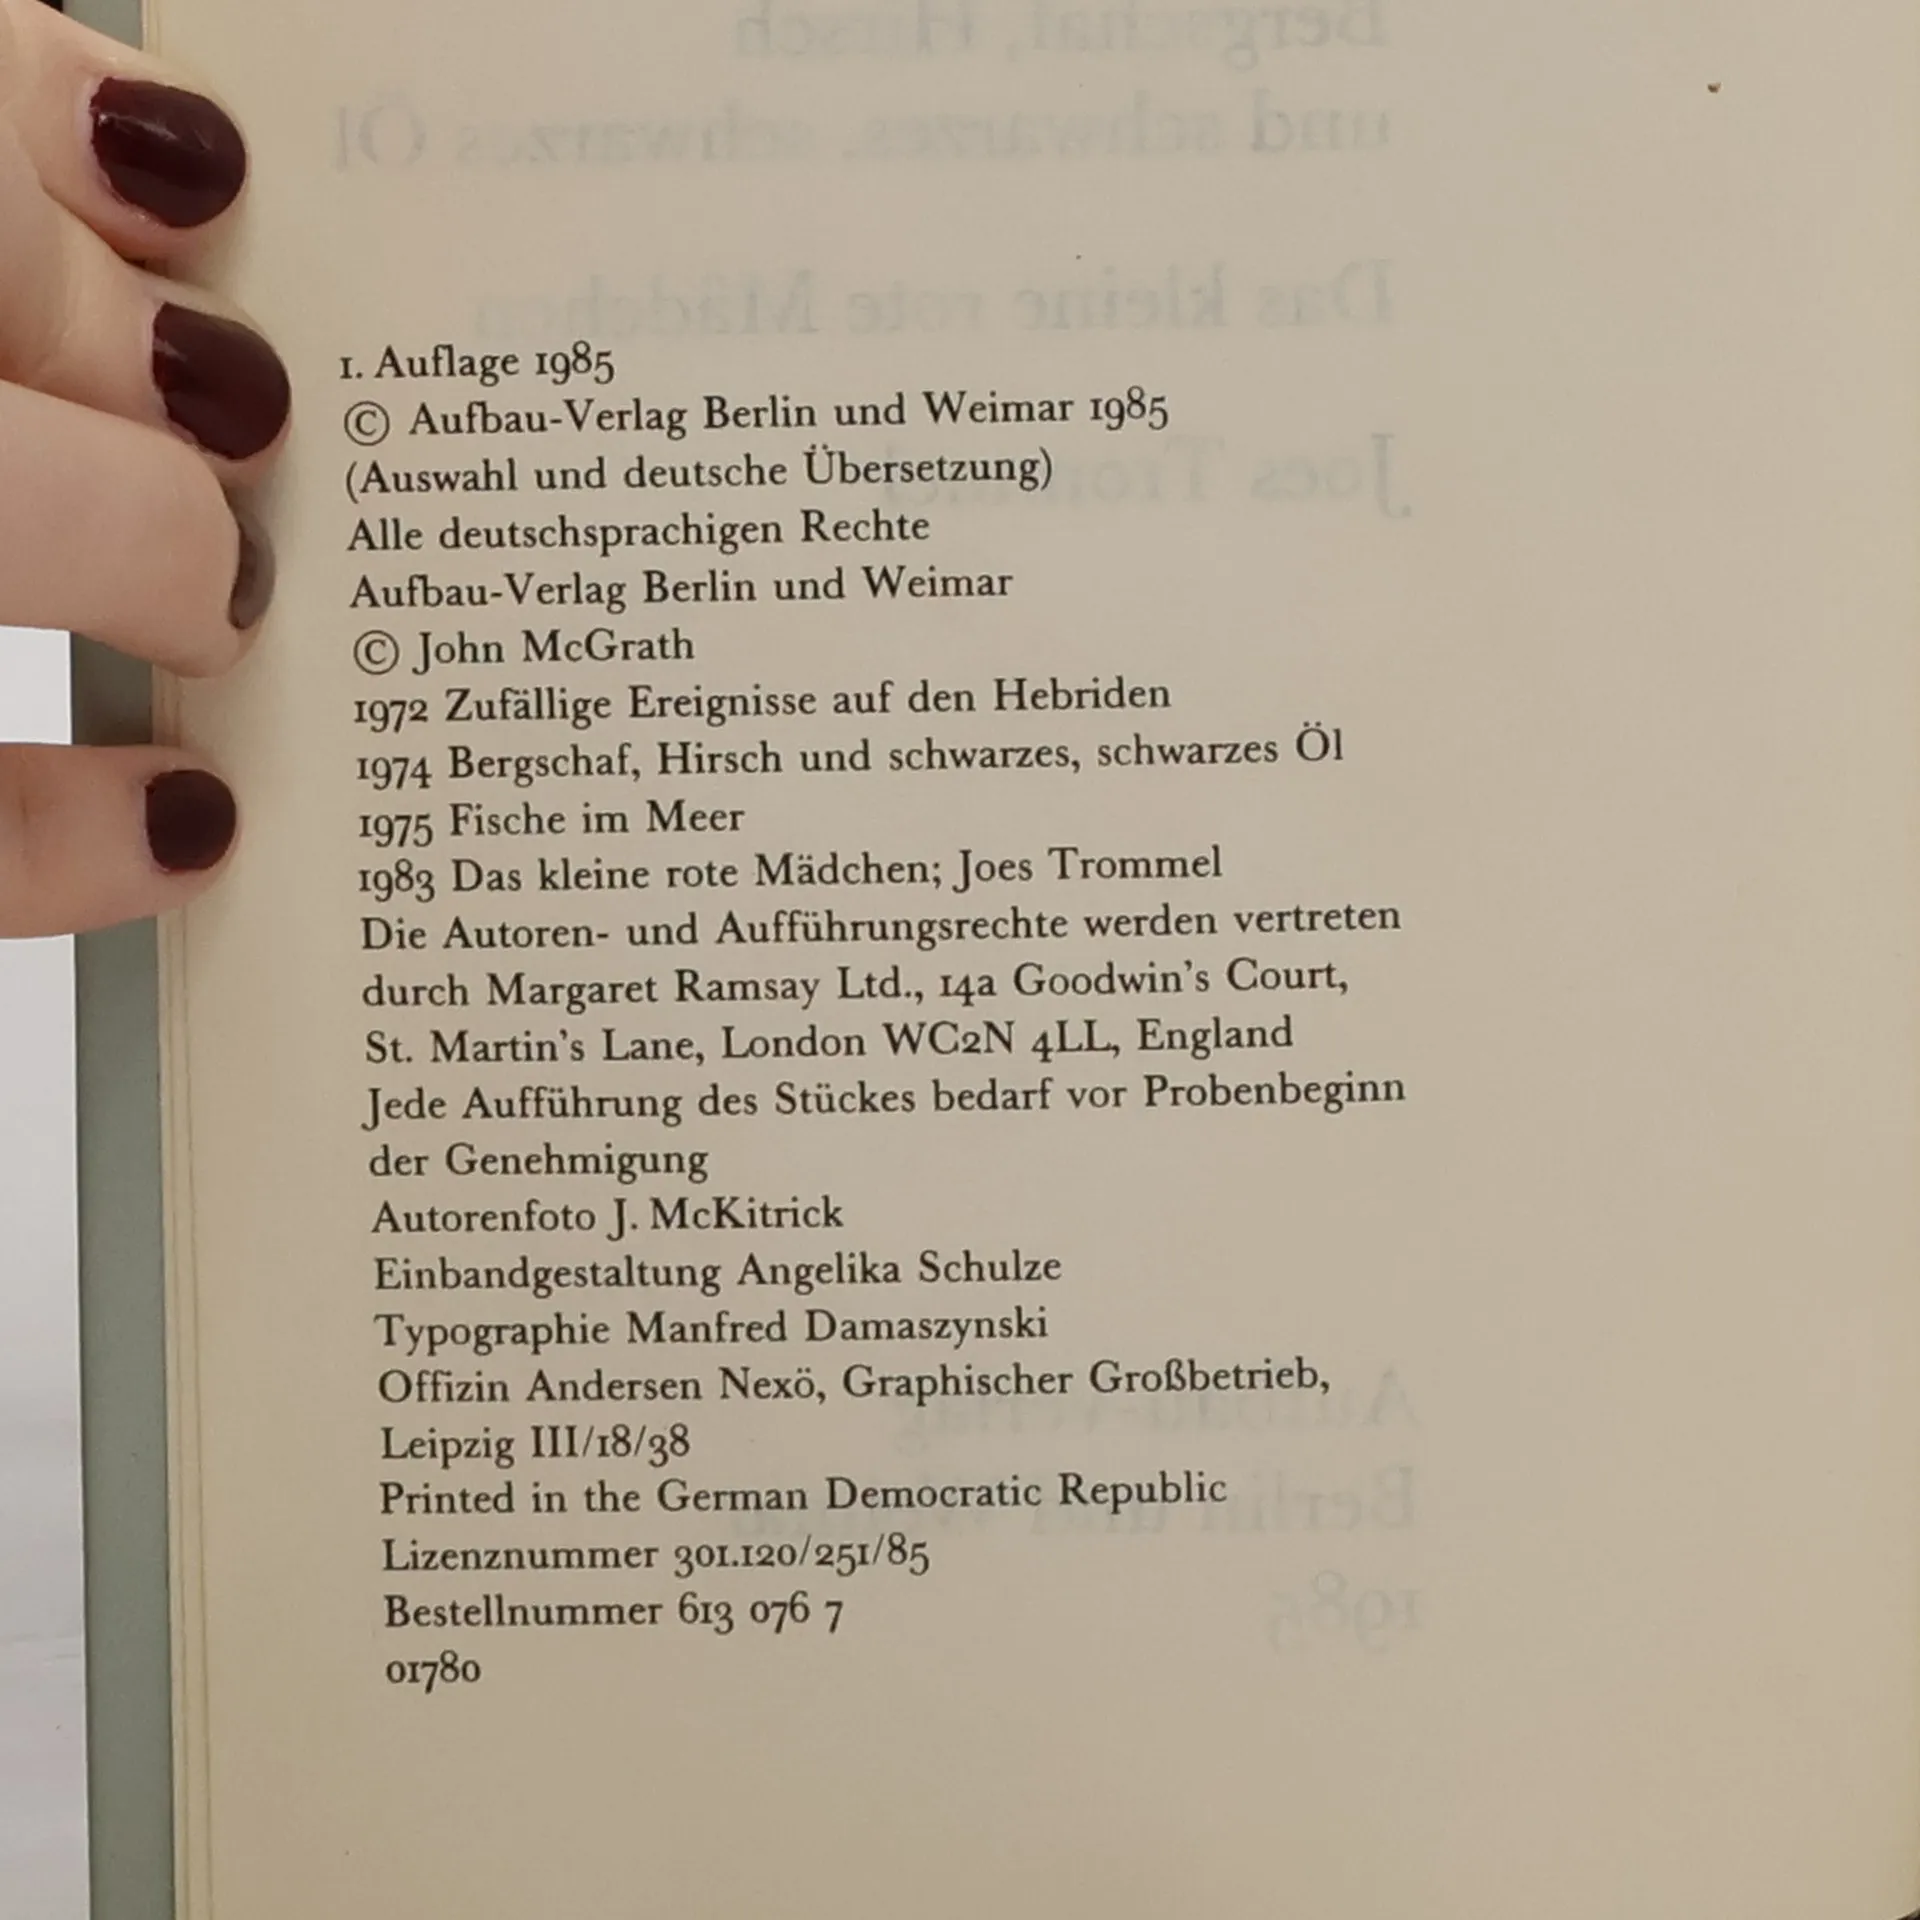 1. Auflage 1985
© Aufbau-Verlag Berlin und Weimar 1985
(Auswahl und deutsche Übersetzung)
Alle deutschsprachigen Rechte
Aufbau-Verlag Berlin und Weimar
© John McGrath
1972 Zufällige Ereignisse auf den Hebriden
1974 Bergschaf, Hirsch und schwarzes, schwarzes Öl
1975 Fische im Meer
1983 Das kleine rote Mädchen; Joes Trommel
Die Autoren- und Aufführungsrechte werden vertreten
durch Margaret Ramsay Ltd., 14a Goodwin's Court,
St. Martin's Lane, London WC2N 4LL, England
Jede Aufführung des Stückes bedarf vor Probenbeginn
der Genehmigung
Autorenfoto J. McKitrick
Einbandgestaltung Angelika Schulze
Typographie Manfred Damaszynski
Offizin Andersen Nexö, Graphischer Großbetrieb,
Leipzig III/18/38
Printed in the German Democratic Republic
Lizenznummer 301.120/251/85
Bestellnummer 613 076 7
01780